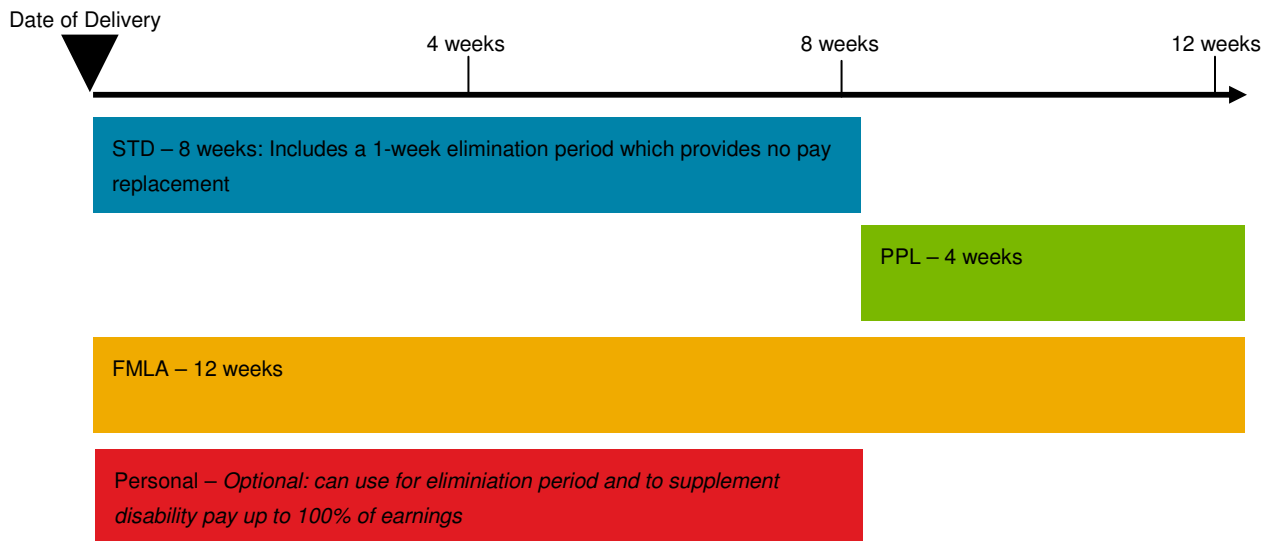 Date of Delivery
4 weeks
8 weeks
12 weeks
STD – 8 weeks: Includes a 1-week elimination period which provides no pay
replacement
PPL – 4 weeks
FMLA – 12 weeks
Personal – Optional: can use for eliminiation period and to supplement
disability pay up to 100% of earnings